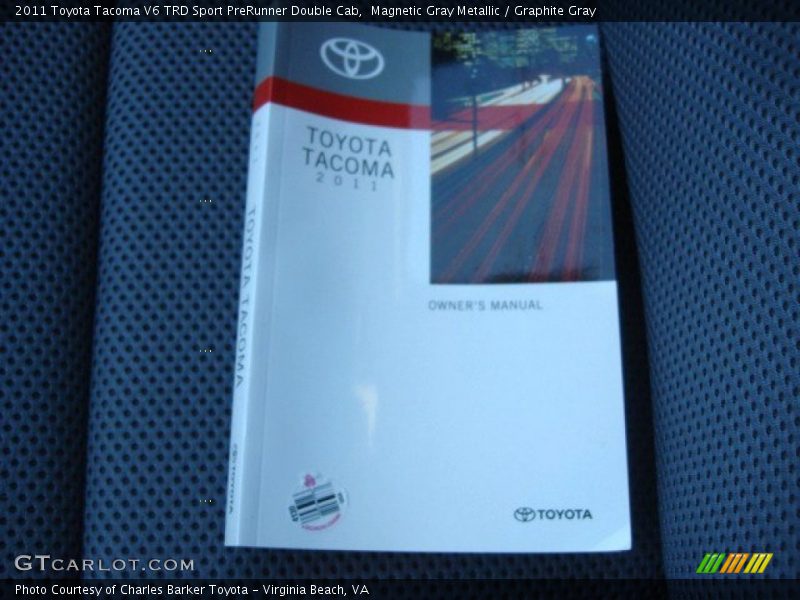 2011 Toyota Tacoma V6 TRD Sport PreRunner Double Cab,  Magnetic Gray Metallic / Graphite Gray
TOYOTA
TACOMA
2011
TOYOTA TACOMA
OWNER'S MANUAL
TOYOTA
TOYOTA
GTCARLOT.COM
Photo Courtesy of Charles Barker Toyota - Virginia Beach, VA